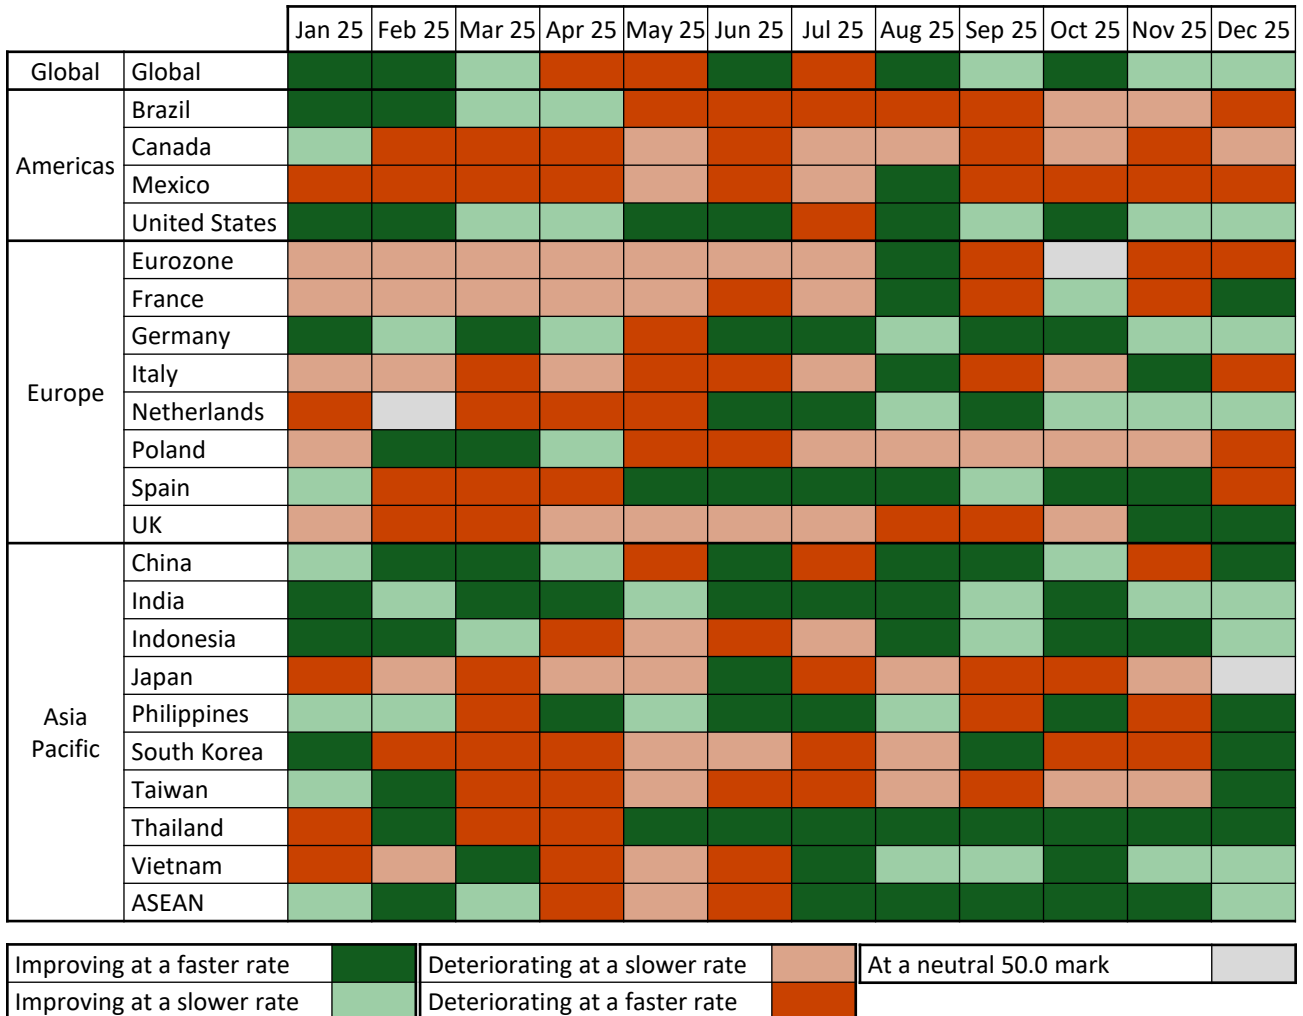 Jan 25 Feb 25 Mar 25 Apr 25 May 25 Jun 25 Jul 25 Aug 25 Sep 25 Oct 25 Nov 25 Dec 25
Global Global
Americas
Brazil
Canada
Mexico
United States
Europe
Eurozone
France
Germany
Italy
Netherlands
Poland
Spain
UK
Asia
Pacific
China
India
Indonesia
Japan
Philippines
South Korea
Taiwan
Thailand
Vietnam
ASEAN
Improving at a faster rate Deteriorating at a slower rate At a neutral 50.0 mark
Improving at a slower rate Deteriorating at a faster rate